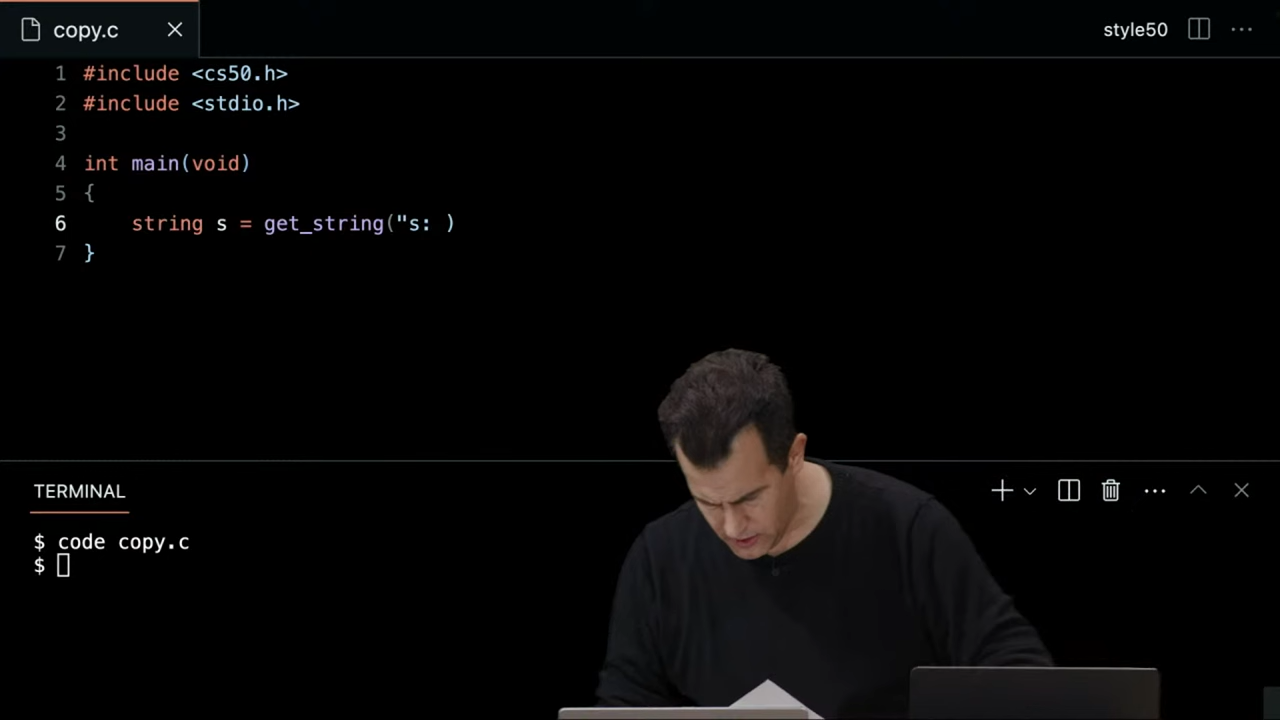 copy.c
style50
1 #include <cs50.h>
2 #include <stdio.h>
3
4 int main(void)
5 {
6 string s = get_string("s: )
7 }
TERMINAL
$ code copy.c
$